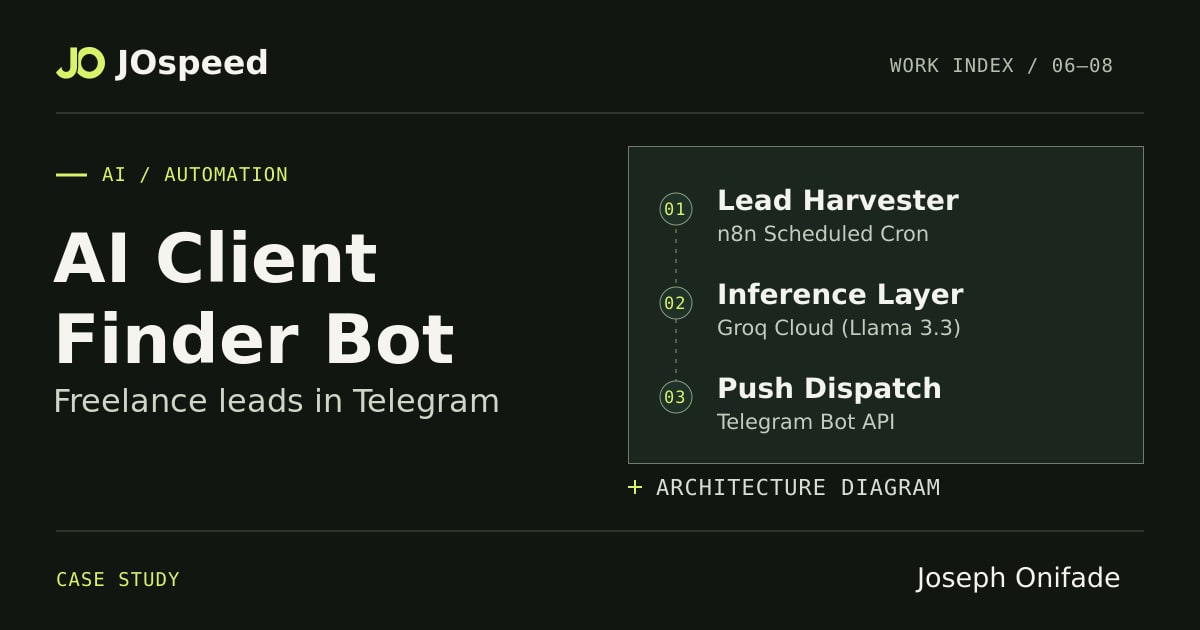 JO JOspeed
WORK INDEX / 06–08
AI / AUTOMATION
AI Client
Finder Bot
Freelance leads in Telegram
01
Lead Harvester
n8n Scheduled Cron
02
Inference Layer
Groq Cloud (Llama 3.3)
03
Push Dispatch
Telegram Bot API
+ ARCHITECTURE DIAGRAM
CASE STUDY
Joseph Onifade